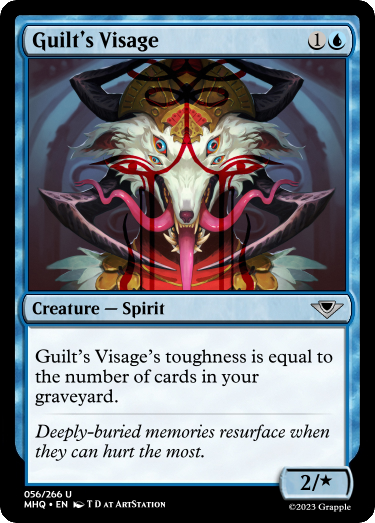 Guilt's Visage 1
Creature — Spirit
Guilt's Visage's toughness is equal to
the number of cards in your
graveyard.
Deeply-buried memories resurface when
they can hurt the most.
2/★
056/266 U
MHQ • EN T D AT ARTSTATION
©2023 Grapple